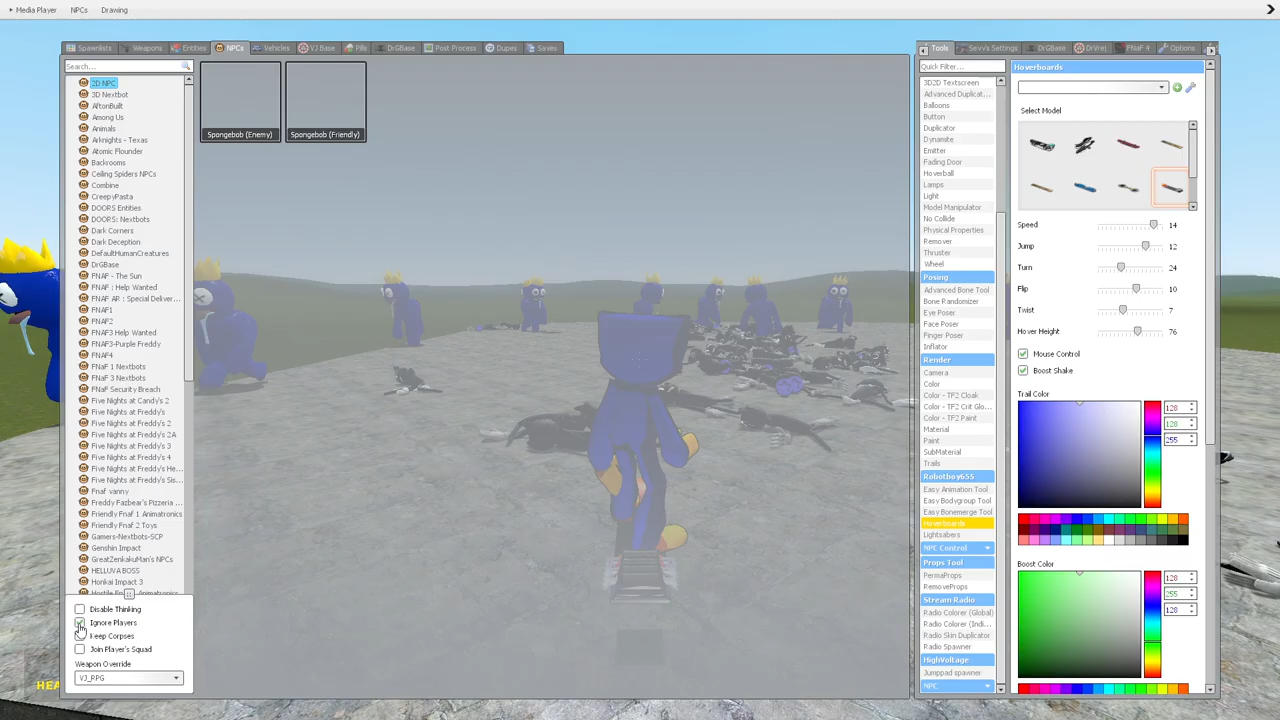 Media Player
NPCs
Drawing
Spawnlists
Weapons
Entities
NPCs
Vehicles
VJ Base
Pills
DrGBase
Post Process
Dupes
Saves
Search...
2D NPC
3D Nextbot
AftonBuilt
Among Us
Animals
Arknights - Texas
Atomic Flounder
Backrooms
Ceiling Spiders NPCs
Combine
CreepyPasta
DOORS Entities
DOORS: Nextbots
Dark Corners
Dark Deception
DefaultHumanCreatures
DrGBase
FNAF - The Sun
FNAF : Help Wanted
FNAF AR : Special Deliver...
FNAF1
FNAF2
FNAF3 Help Wanted
FNAF3-Purple Freddy
FNAF4
FNaF 1 Nextbots
FNaF 3 Nextbots
FNaF Security Breach
Five Nights at Candy's 2
Five Nights at Freddy's
Five Nights at Freddy's 2
Five Nights at Freddy's 2A
Five Nights at Freddy's 3
Five Nights at Freddy's 4
Five Nights at Freddy's He...
Five Nights at Freddy's Sis...
Fnaf vanny
Freddy Fazbear's Pizzeria ...
Friendly Fnaf 1 Animatronics
Friendly Fnaf 2 Toys
Gamers-Nextbots-SCP
Genshin Impact
GreatZenkakuMan's NPCs
HELLUVA BOSS
Honkai Impact 3
Disable Thinking
Ignore Players
Keep Corpses
Join Player's Squad
Weapon Override
VJ_RPG
Spongebob (Enemy)
Spongebob (Friendly)
Tools
Sevv's Settings
DrGBase
DrVrej
FNaF 4
Options
Quick Filter...
3D2D Textscreen
Advanced Duplicat...
Balloons
Button
Duplicator
Dynamite
Emitter
Fading Door
Hoverball
Lamps
Light
Model Manipulator
No Collide
Physical Properties
Remover
Thruster
Wheel
Posing
Advanced Bone Tool
Bone Randomizer
Eye Poser
Face Poser
Finger Poser
Inflator
Render
Camera
Color
Color - TF2 Cloak
Color - TF2 Crit Glo...
Color - TF2 Paint
Material
Paint
SubMaterial
Trails
Robotboy655
Easy Animation Tool
Easy Bodygroup Tool
Easy Bonemerge Tool
Hoverboards
Lightsabers
NPC Control
Props Tool
PermaProps
RemoveProps
Stream Radio
Radio Colorer (Global)
Radio Colorer (Indi...
Radio Skin Duplicator
Radio Spawner
HighVoltage
Jumppad spawner
NPC
Hoverboards
Select Model
Speed 14
Jump 12
Turn 24
Flip 10
Twist 7
Hover Height 76
Mouse Control
Boost Shake
Trail Color
128
128
255
Boost Color
128
255
128